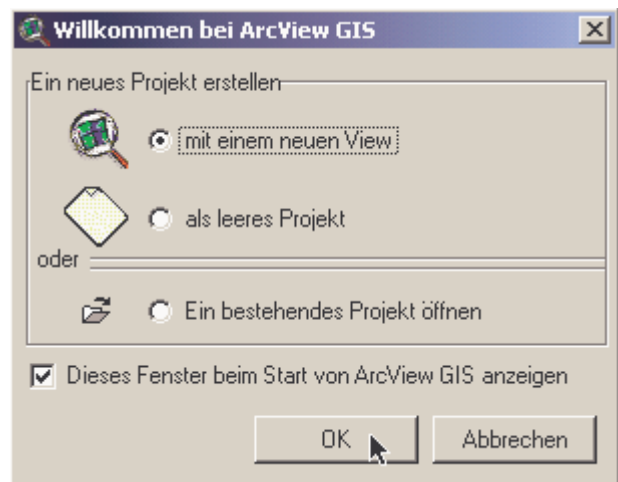 Willkommen bei ArcView GIS
Ein neues Projekt erstellen
mit einem neuen View
als leeres Projekt
oder
Ein bestehendes Projekt öffnen
Dieses Fenster beim Start von ArcView GIS anzeigen
OK Abbrechen